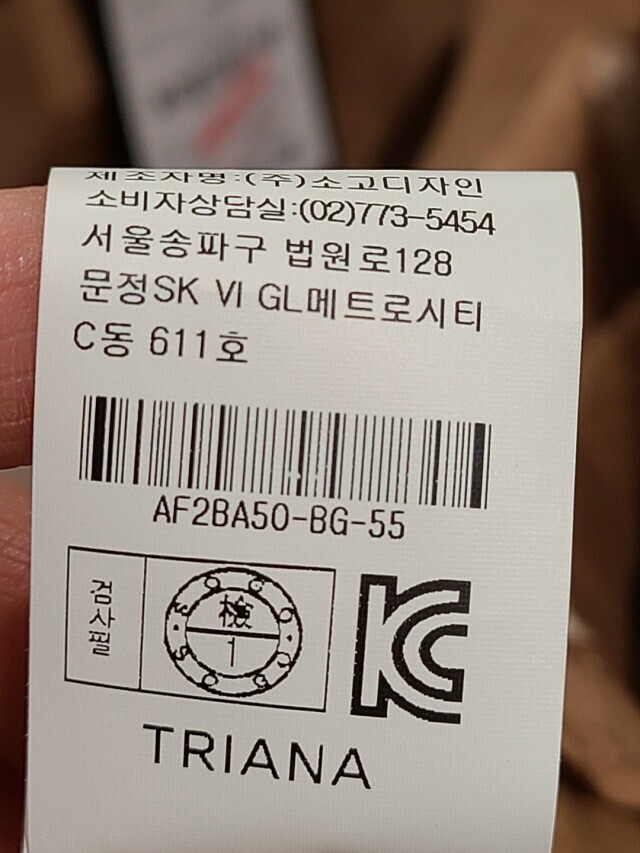 제조자명:(주)소고디자인
소비자상담실:(02)773-5454
서울송파구 법원로128
문정SK VI GL메트로시티
C동 611호
AF2BA50-BG-55
검사필
檢
1
SOGO
SOGO
KC
TRIANA